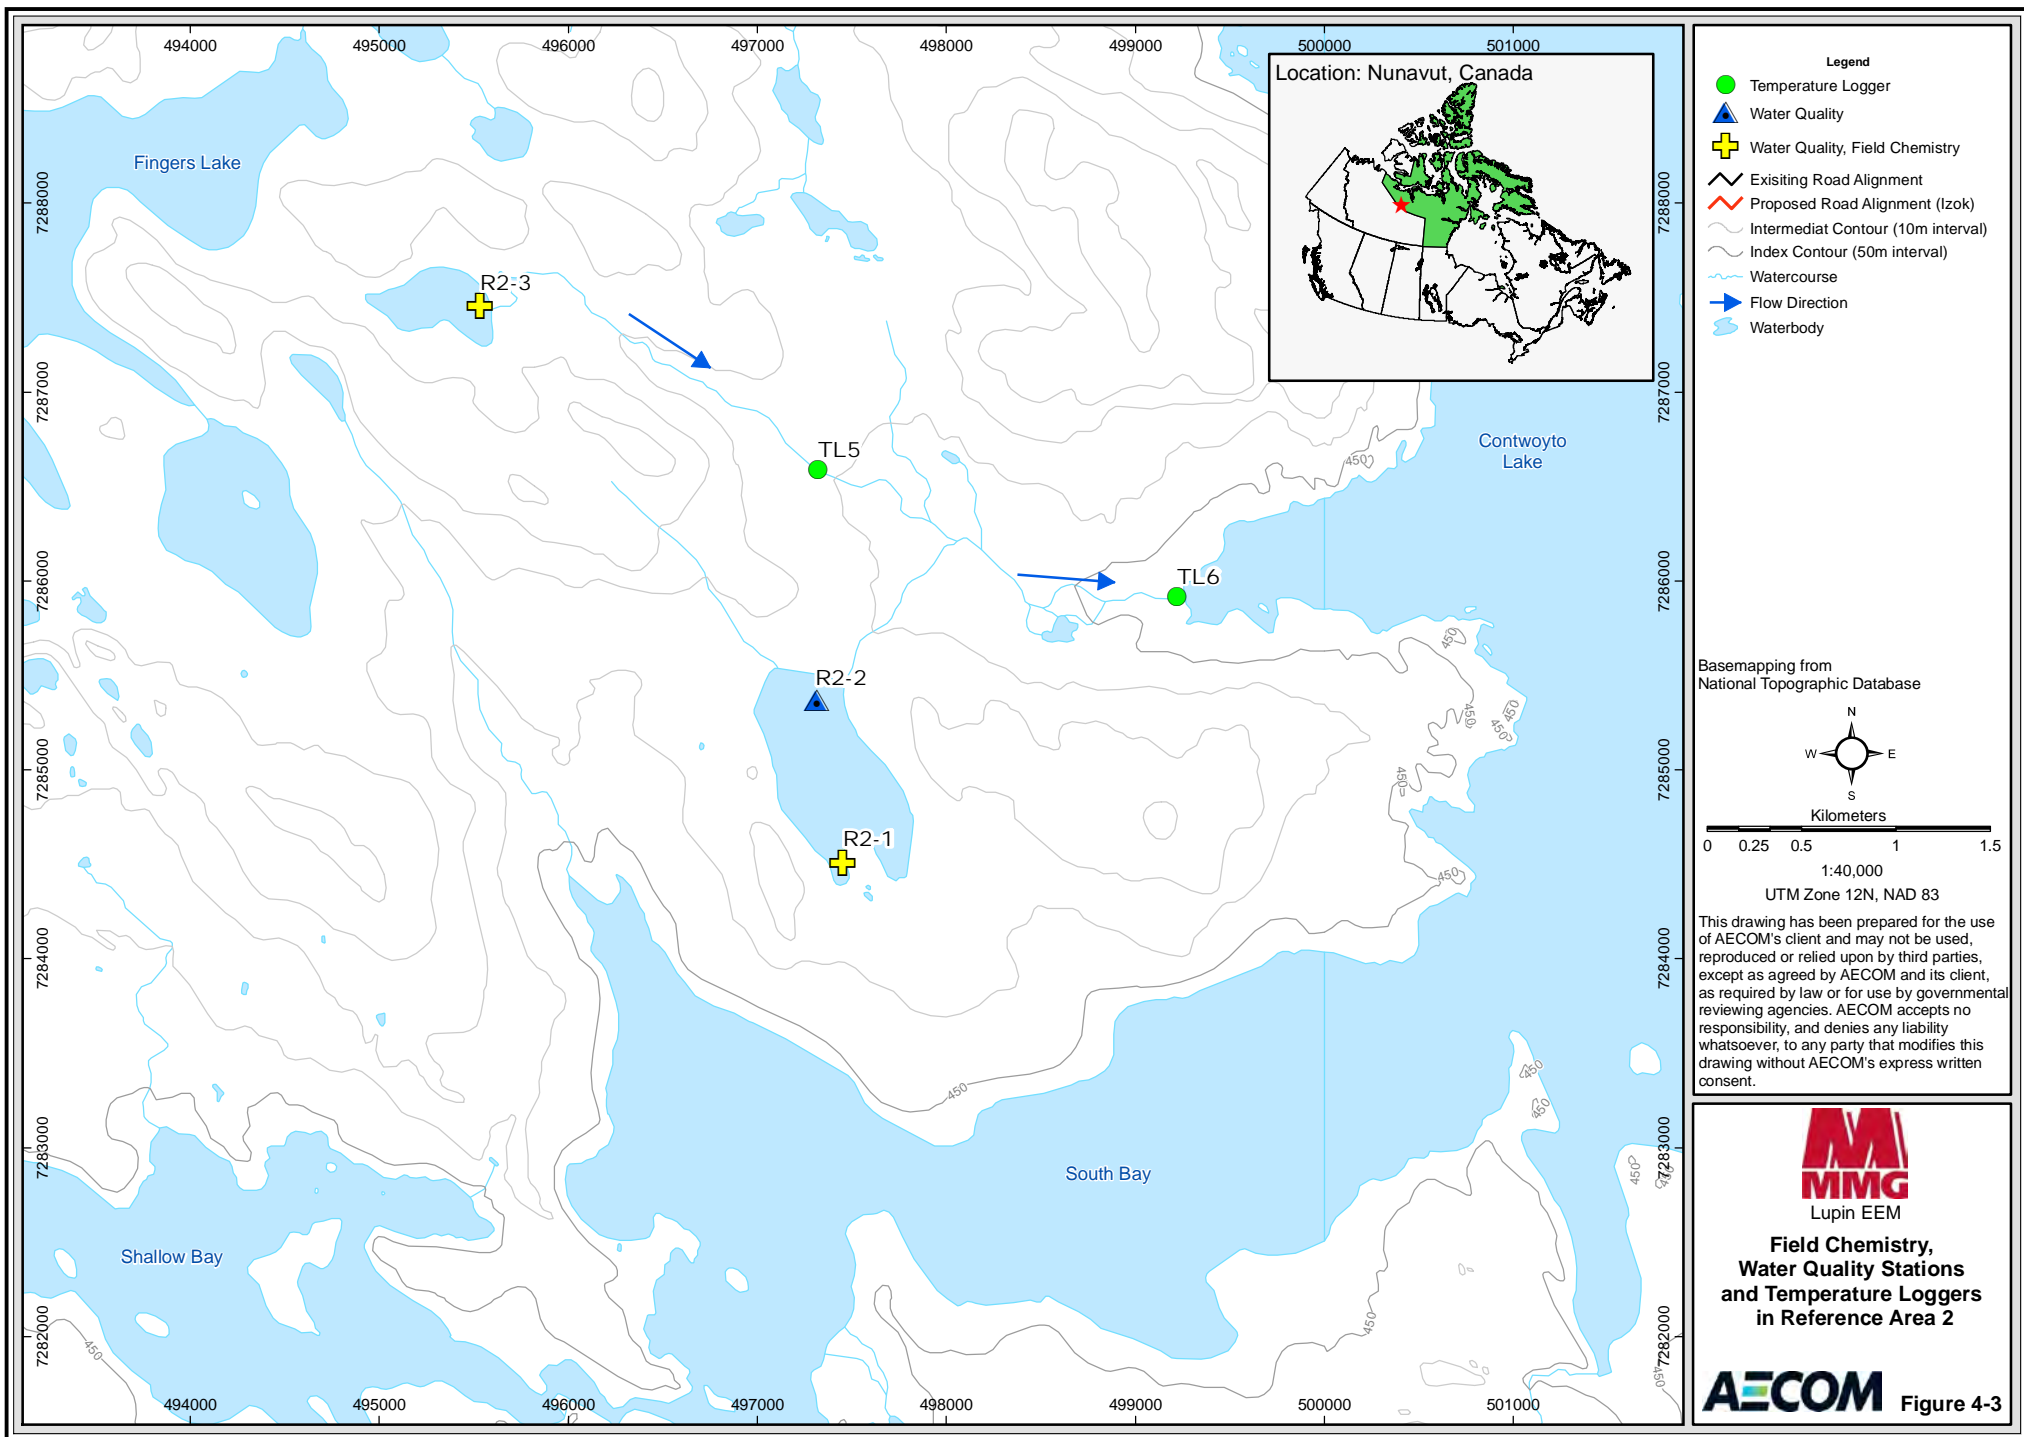 494000
495000
496000
497000
498000
499000
500000
501000
Location: Nunavut, Canada
Fingers Lake
7288000
7288000
R2-3
7287000
7287000
Contwoyto
Lake
TL5
450
7286000
7286000
TL6
450
R2-2
450
450
450
7285000
7285000
450
R2-1
450
7284000
7284000
450
450
450
7283000
7283000
450
450
South Bay
Shallow Bay
7282000
7282000
450
450
450
494000
495000
496000
497000
498000
499000
500000
501000
Legend
Temperature Logger
Water Quality
Water Quality, Field Chemistry
Exisiting Road Alignment
Proposed Road Alignment (Izok)
Intermediat Contour (10m interval)
Index Contour (50m interval)
Watercourse
Flow Direction
Waterbody
Basemapping from
National Topographic Database
N
W
E
S
Kilometers
0 0.25 0.5 1 1.5
1:40,000
UTM Zone 12N, NAD 83
This drawing has been prepared for the use
of AECOM's client and may not be used,
reproduced or relied upon by third parties,
except as agreed by AECOM and its client,
as required by law or for use by governmental
reviewing agencies. AECOM accepts no
responsibility, and denies any liability
whatsoever, to any party that modifies this
drawing without AECOM's express written
consent.
MMG
Lupin EEM
Field Chemistry,
Water Quality Stations
and Temperature Loggers
in Reference Area 2
AECOM
Figure 4-3